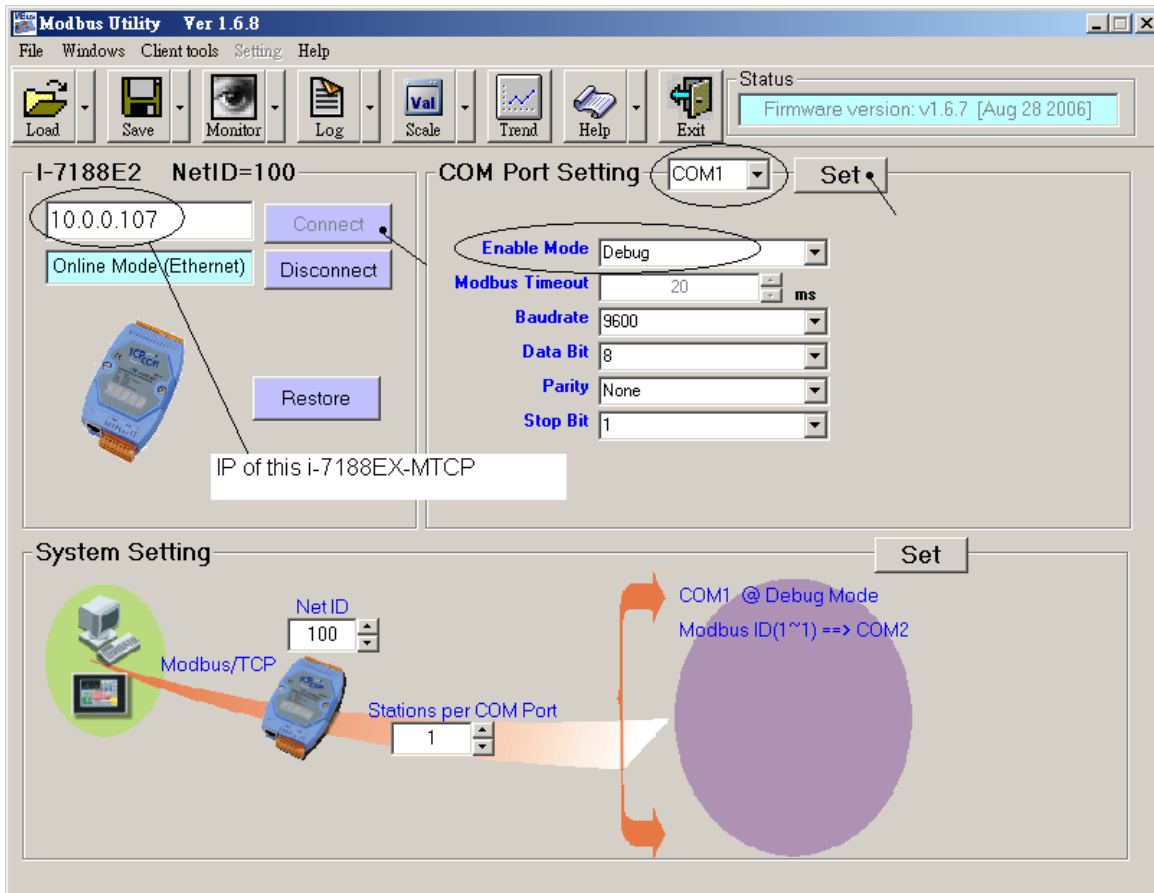 Modbus Utility Ver 1.6.8
File Windows Client tools Setting Help
Load Save Monitor Log Val Scale Trend Help Exit
Status
Firmware version: v1.6.7 [Aug 28 2006]
I-7188E2 NetID=100
10.0.0.107
Connect
Online Mode (Ethernet)
Disconnect
Restore
IP of this i-7188EX-MTCP
COM Port Setting COM1 Set
Enable Mode Debug
Modbus Timeout 20 ms
Baudrate 9600
Data Bit 8
Parity None
Stop Bit 1
System Setting
Set
Net ID
100
Modbus/TCP
Stations per COM Port
1
COM1 @ Debug Mode
Modbus ID(1~1) ==> COM2